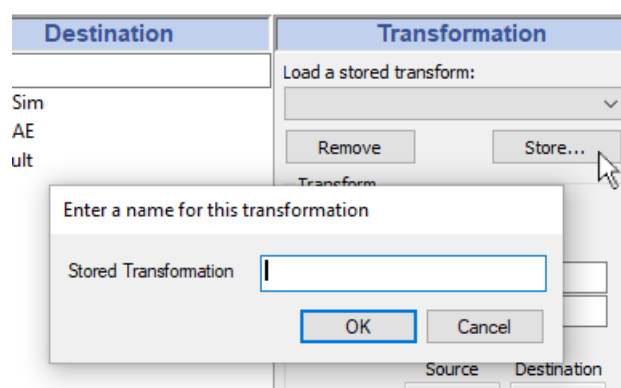 Destination
Transformation
Load a stored transform:
Sim
AE
ult
Remove
Store...
Transform
Enter a name for this transformation
Stored Transformation
OK
Cancel
Source
Destination